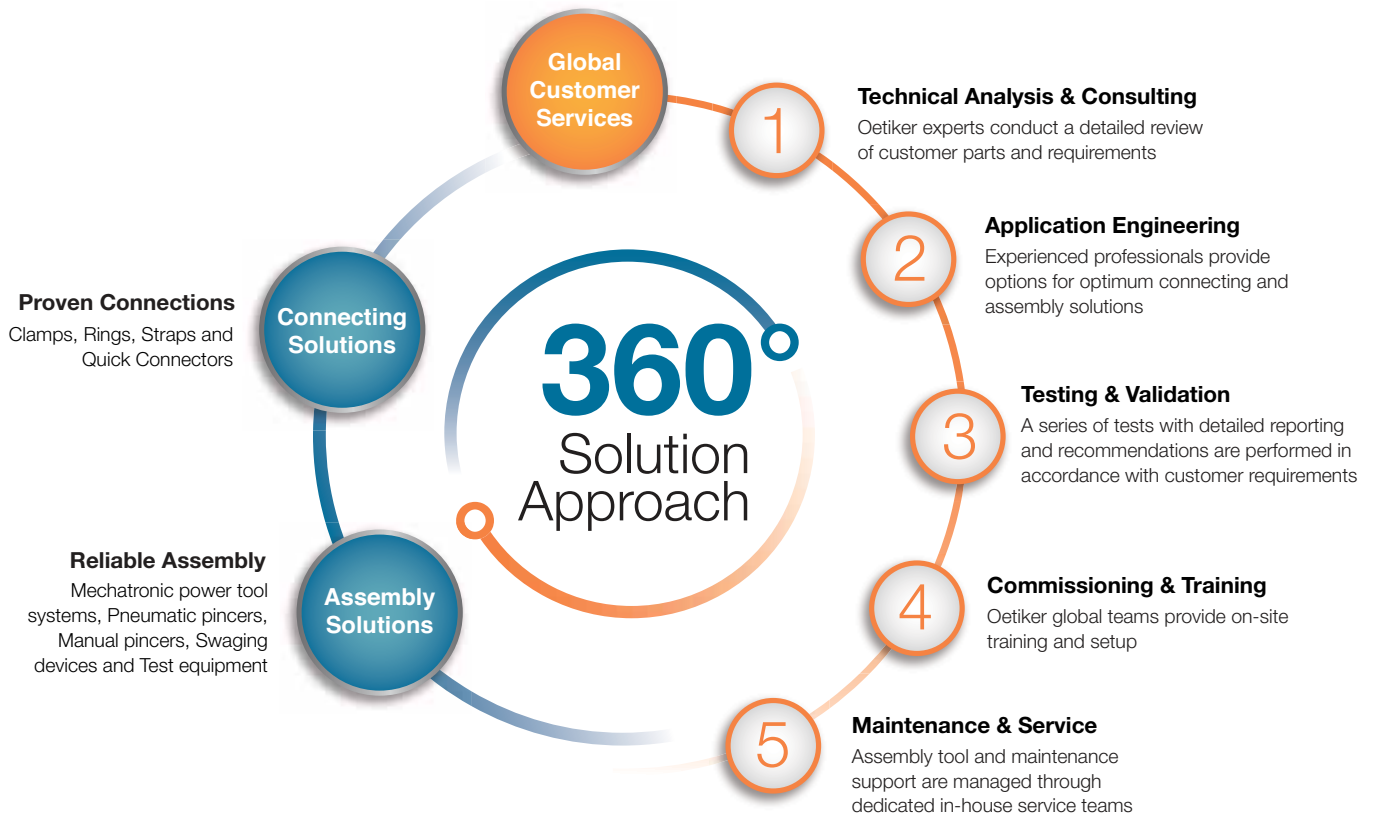 Global
Customer
Services
1
Technical Analysis & Consulting
Oetiker experts conduct a detailed review
of customer parts and requirements
2
Application Engineering
Experienced professionals provide
options for optimum connecting and
assembly solutions
3
Testing & Validation
A series of tests with detailed reporting
and recommendations are performed in
accordance with customer requirements
4
Commissioning & Training
Oetiker global teams provide on-site
training and setup
5
Maintenance & Service
Assembly tool and maintenance
support are managed through
dedicated in-house service teams
Proven Connections
Clamps, Rings, Straps and
Quick Connectors
Connecting
Solutions
Reliable Assembly
Mechatronic power tool
systems, Pneumatic pincers,
Manual pincers, Swaging
devices and Test equipment
Assembly
Solutions
360°
Solution
Approach